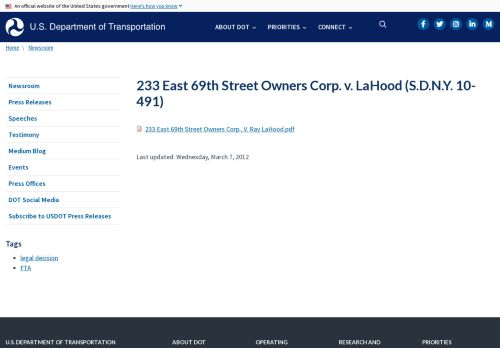 An official website of the United States government Here's how you know
U.S. Department of Transportation
ABOUT DOT
PRIORITIES
CONNECT
Home
Newsroom
Newsroom
Press Releases
Speeches
Testimony
Medium Blog
Events
Press Offices
DOT Social Media
Subscribe to USDOT Press Releases
Tags
legal decision
FTA
233 East 69th Street Owners Corp. v. LaHood (S.D.N.Y. 10-
491)
233 East 69th Street Owners Corp., V. Ray LaHood.pdf
Last updated: Wednesday, March 7, 2012
U.S. DEPARTMENT OF TRANSPORTATION
ABOUT DOT
OPERATING
RESEARCH AND
PRIORITIES